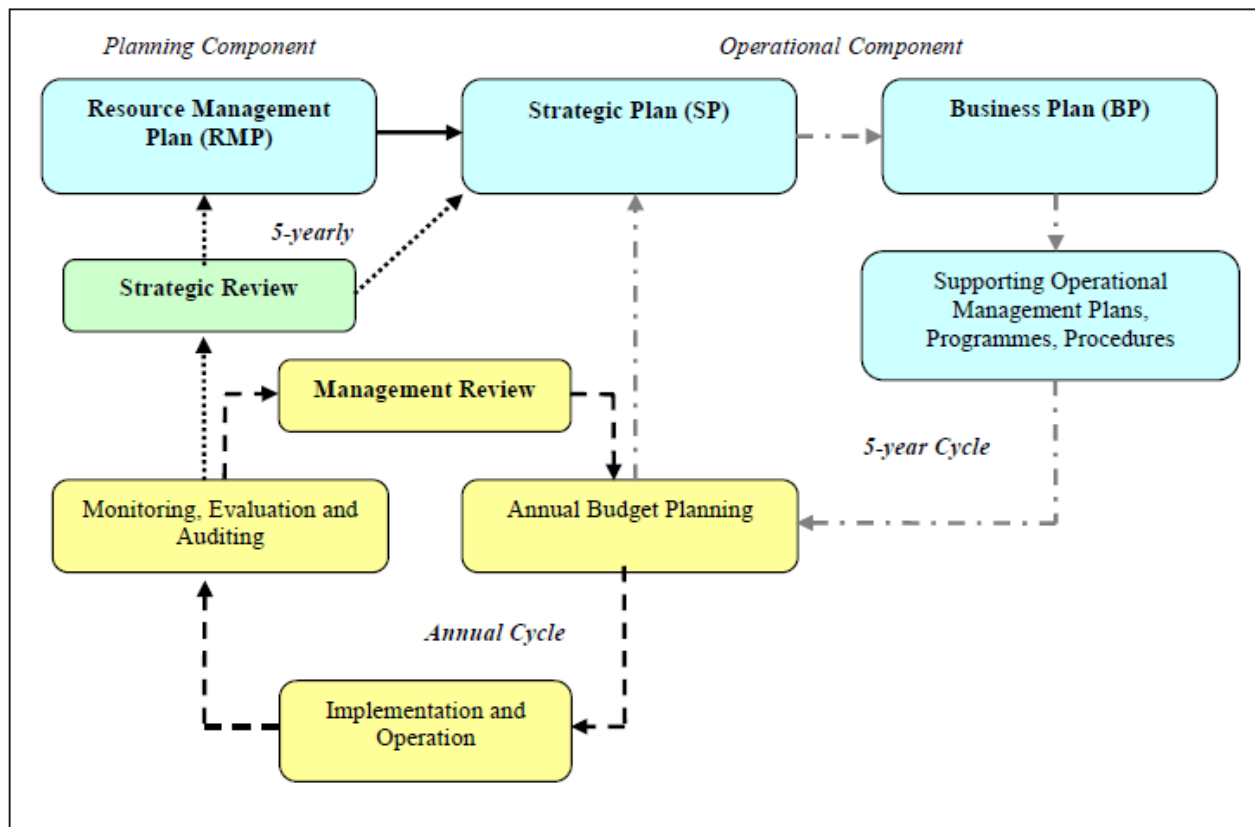 Planning Component
Operational Component
Resource Management
Plan (RMP)
Strategic Plan (SP)
Business Plan (BP)
5-yearly
Strategic Review
Supporting Operational
Management Plans,
Programmes, Procedures
Management Review
5-year Cycle
Monitoring, Evaluation and
Auditing
Annual Budget Planning
Annual Cycle
Implementation and
Operation